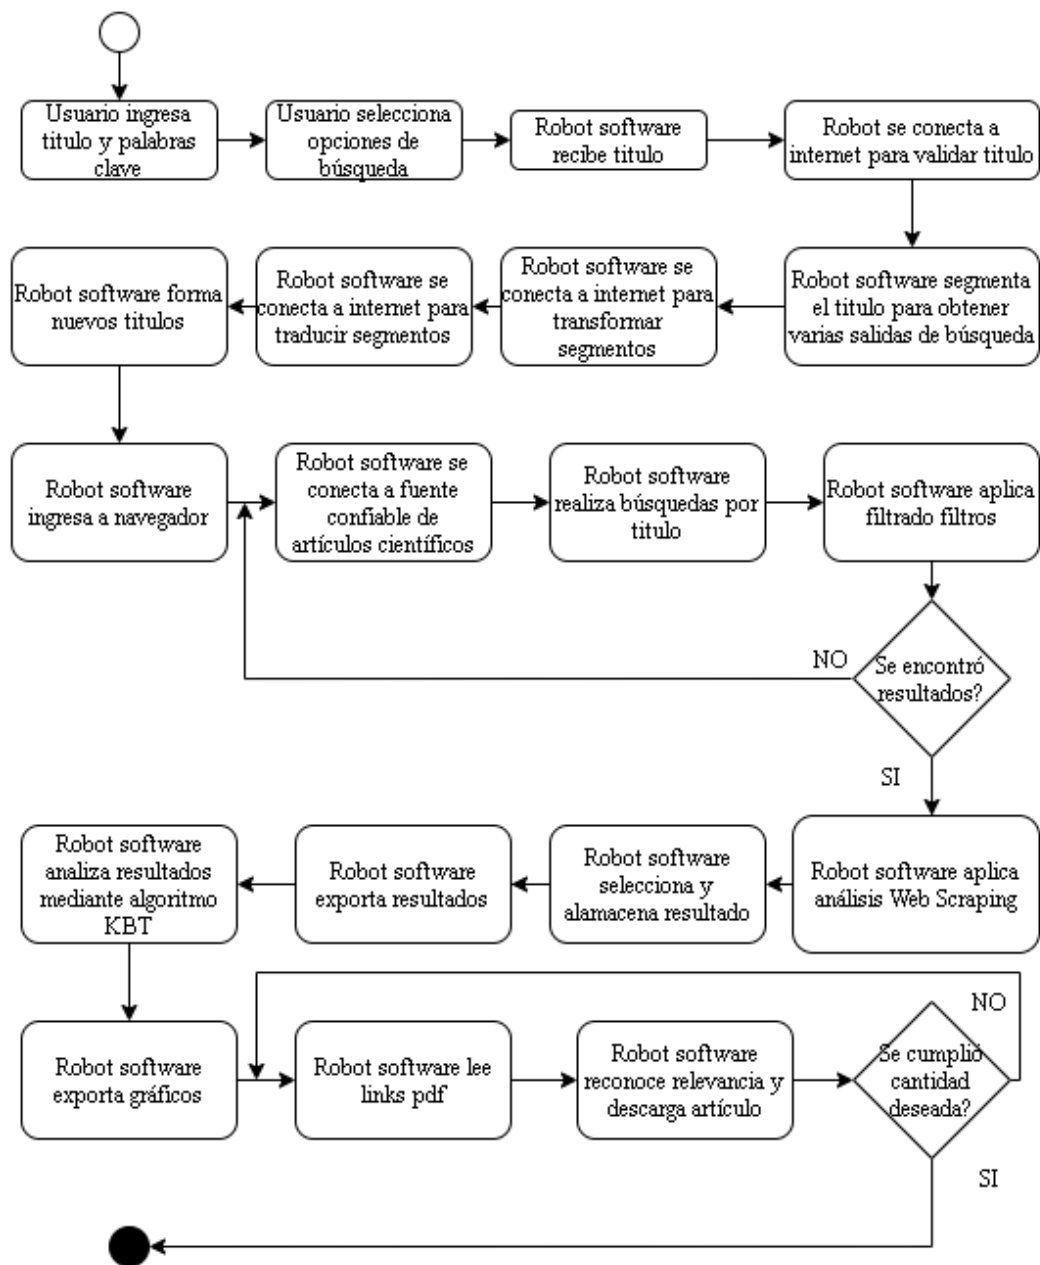 Usuario ingresa
titulo y palabras
clave
Usuario selecciona
opciones de
búsqueda
Robot software
recibe titulo
Robot se conecta a
internet para validar titulo
Robot software forma
nuevos titulos
Robot software se
conecta a internet para
traducir segmentos
Robot software se
conecta a internet para
transformar
segmentos
Robot software segmenta
el titulo para obtener
varias salidas de búsqueda
Robot software
ingresa a navegador
Robot software se
conecta a fuente
confiable de
artículos científicos
Robot software
realiza búsquedas por
titulo
Robot software aplica
filtrado filtros
NO
Se encontró
resultados?
SI
Robot software
analiza resultados
mediante algoritmo
KBT
Robot software
exporta resultados
Robot software
selecciona y
alamacena resultado
Robot software aplica
análisis Web Scraping
Robot software
exporta gráficos
Robot software lee
links pdf
Robot software
reconoce relevancia y
descarga artículo
NO
Se cumplió
cantidad
deseada?
SI